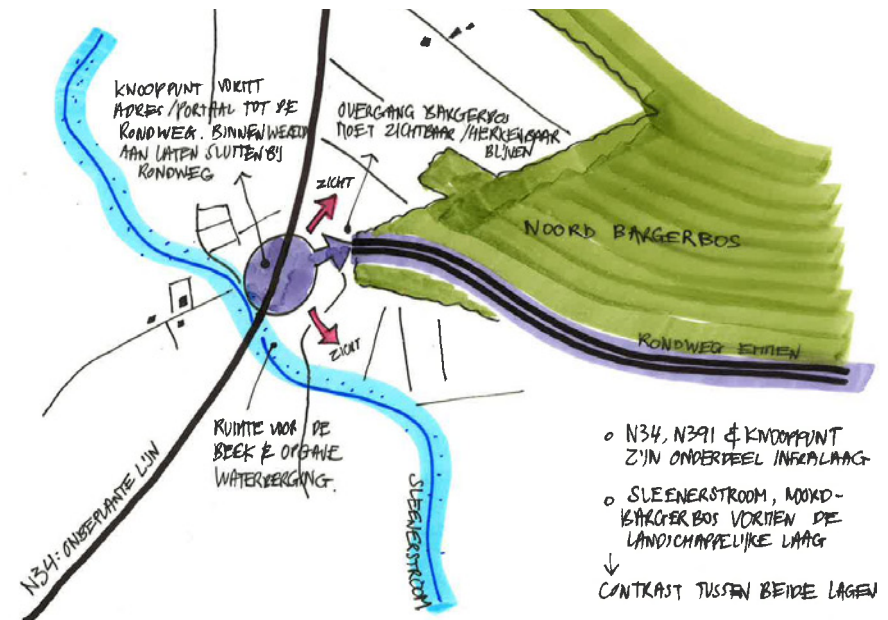 KNOOPPUNT VORMT
ADRES/PORTAAL TOT DE
RONDWEG. BINNENWERELD
AAN LATEN SLUITEN BIJ
RONDWEG
OVERGANG BARGERBOS
MOET ZICHTBAAR/HERKENBAAR
BLIJVEN
ZICHT
NOORD BARGERBOS
ZICHT
RONDWEG EMMEN
RUIMTE VOOR DE
BEEK & OPGAVE
WATERBERGING.
SLEENERSTROOM
N34: ONBEPLANTE LIJN
o N34, N391 & KNOOPPUNT
ZIJN ONDERDEEL INFRALAAG
o SLEENERSTROOM, NOORD-
BARGERBOS VORMEN DE
LANDSCHAPPELIJKE LAAG
CONTRAST TUSSEN BEIDE LAGEN